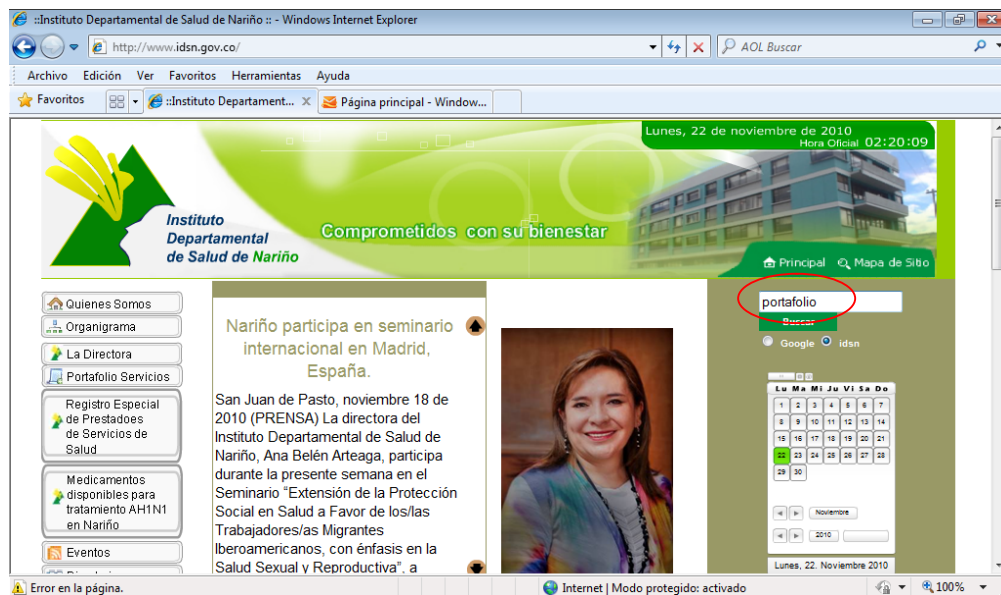 ::Instituto Departamental de Salud de Nariño :: - Windows Internet Explorer
http://www.idsn.gov.co/
AOL Buscar
Archivo Edición Ver Favoritos Herramientas Ayuda
Favoritos
::Instituto Departament...
Página principal - Window...
Lunes, 22 de noviembre de 2010
Hora Oficial 02:20:09
Instituto
Departamental
de Salud de Nariño
Comprometidos con su bienestar
Principal Mapa de Sitio
Quienes Somos
Organigrama
La Directora
Portafolio Servicios
Registro Especial
de Prestadoes
de Servicios de
Salud
Medicamentos
disponibles para
tratamiento AH1N1
en Nariño
Eventos
Nariño participa en seminario
internacional en Madrid,
España.
San Juan de Pasto, noviembre 18 de
2010 (PRENSA) La directora del
Instituto Departamental de Salud de
Nariño, Ana Belén Arteaga, participa
durante la presente semana en el
Seminario “Extensión de la Protección
Social en Salud a Favor de los/las
Trabajadores/as Migrantes
Iberoamericanos, con énfasis en la
Salud Sexual y Reproductiva”, a
portafolio
Buscar
Google idsn
Lu Ma Mi Ju Vi Sa Do
1 2 3 4 5 6 7
8 9 10 11 12 13 14
15 16 17 18 19 20 21
22 23 24 25 26 27 28
29 30
Noviembre
2010
Lunes, 22. Noviembre 2010
Error en la página.
Internet | Modo protegido: activado
100%